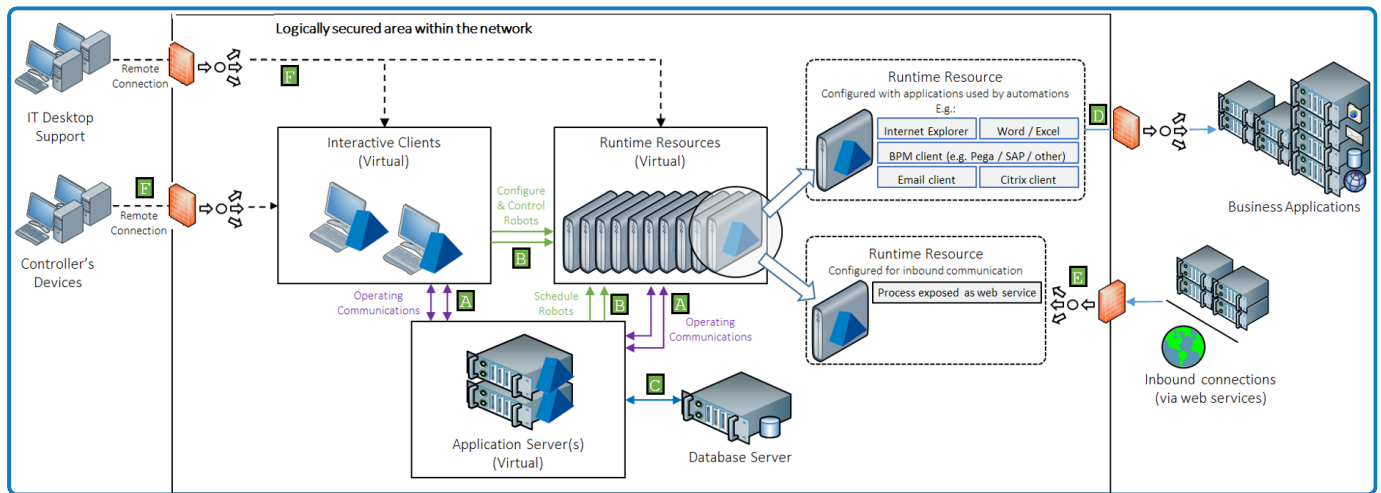 Logically secured area within the network
Remote
Connection
IT Desktop
Support
F
Interactive Clients
(Virtual)
Runtime Resources
(Virtual)
Runtime Resource
Configured with applications used by automations
E.g.:
Internet Explorer
Word / Excel
BPM client (e.g. Pega / SAP / other)
Email client
Citrix client
D
Business Applications
F
Remote
Connection
Controller's
Devices
Configure
& Control
Robots
B
Operating
Communications
A
Schedule
Robots
B
A
Operating
Communications
Runtime Resource
Configured for inbound communication
Process exposed as web service
E
Inbound connections
(via web services)
Application Server(s)
(Virtual)
C
Database Server